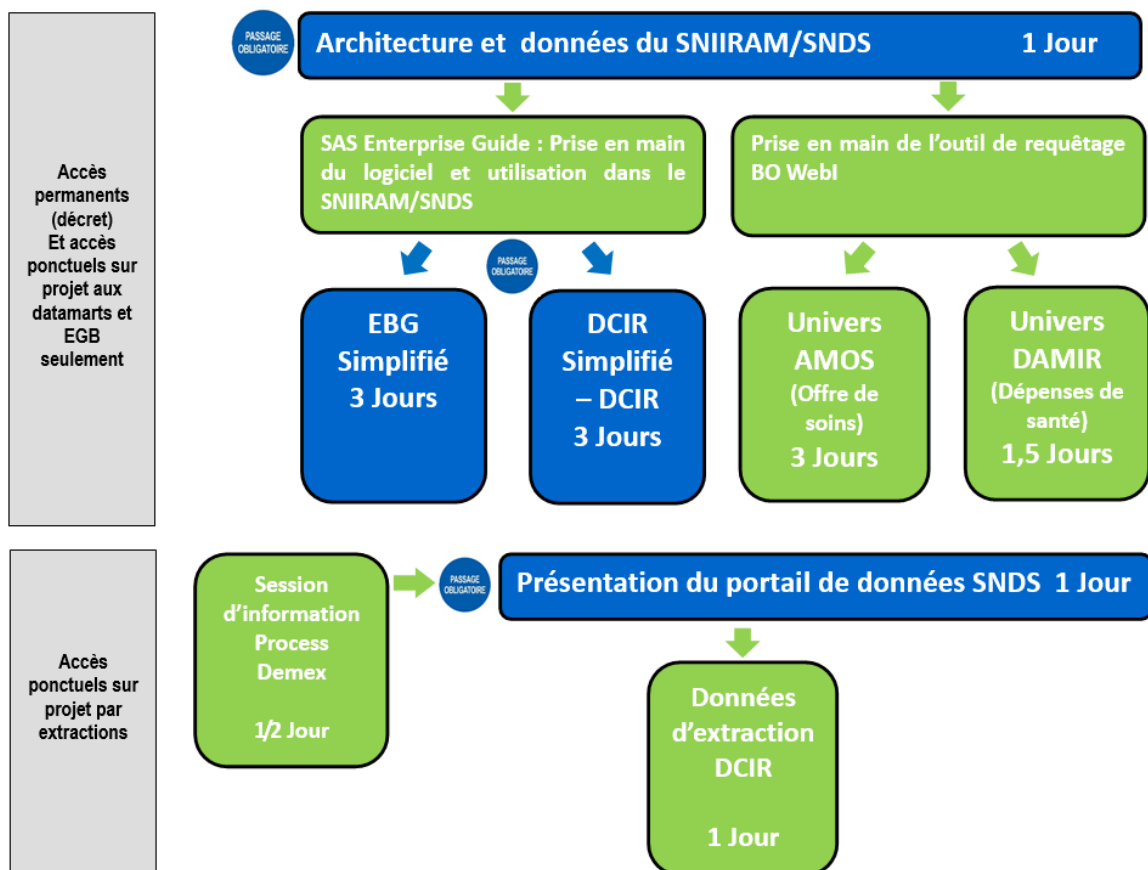 PASSAGE
OBLIGATOIRE
Architecture et données du SNIIRAM/SNDS 1 Jour
Accès
permanents
(décret)
Et accès
ponctuels sur
projet aux
datamarts et
EGB
seulement
SAS Enterprise Guide : Prise en main
du logiciel et utilisation dans le
SNIIRAM/SNDS
Prise en main de l'outil de requêtage
BO WebI
PASSAGE
OBLIGATOIRE
EBG
Simplifié
3 Jours
DCIR
Simplifié
– DCIR
3 Jours
Univers
AMOS
(Offre de
soins)
3 Jours
Univers
DAMIR
(Dépenses de
santé)
1,5 Jours
Accès
ponctuels sur
projet par
extractions
Session
d'information
Process
Demex
1/2 Jour
PASSAGE
OBLIGATOIRE
Présentation du portail de données SNDS 1 Jour
Données
d'extraction
DCIR
1 Jour